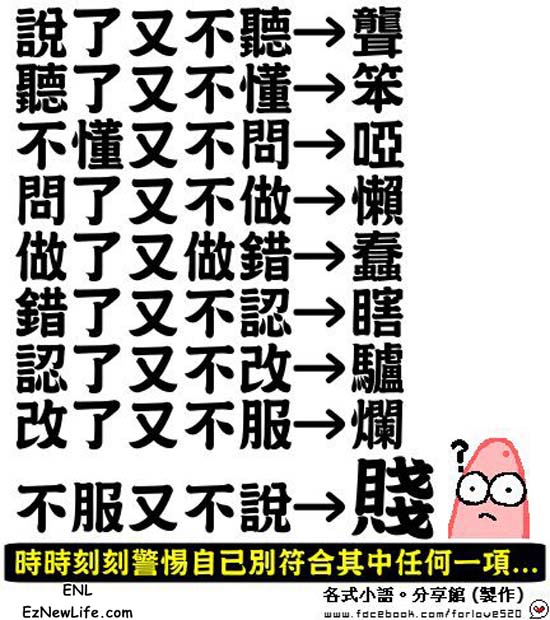 說了又不聽→聾
聽了又不懂→笨
不懂又不問→啞
問了又不做→懶
做了又做錯→蠢
錯了又不認→瞎
認了又不改→驢
改了又不服→爛
不服又不說→賤
?
時時刻刻警惕自已別符合其中任何一項...
ENL
EzNewLife.com
各式小語。分享館(製作)
www.facebook.com/forlove520